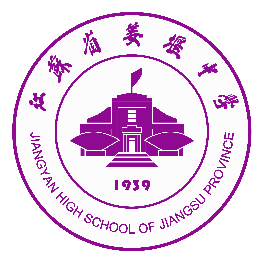 江苏省姜堰中学
1939
JIANGYAN HIGH SCHOOL OF JIANGSU PROVINCE